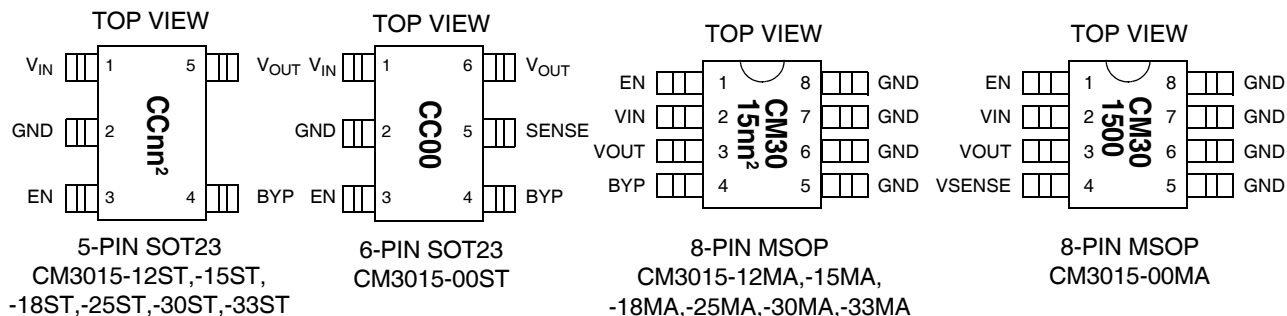 TOP VIEW
V_IN 1 5 V_OUT
GND 2
EN 3 4 BYP
CCnn²
5-PIN SOT23
CM3015-12ST,-15ST,
-18ST,-25ST,-30ST,-33ST
TOP VIEW
V_IN 1 6 V_OUT
GND 2 5 SENSE
EN 3 4 BYP
CC00
6-PIN SOT23
CM3015-00ST
TOP VIEW
EN 1 8 GND
VIN 2 7 GND
VOUT 3 6 GND
BYP 4 5 GND
CM30
15nn²
8-PIN MSOP
CM3015-12MA,-15MA,
-18MA,-25MA,-30MA,-33MA
TOP VIEW
EN 1 8 GND
VIN 2 7 GND
VOUT 3 6 GND
VSENSE 4 5 GND
CM30
1500
8-PIN MSOP
CM3015-00MA